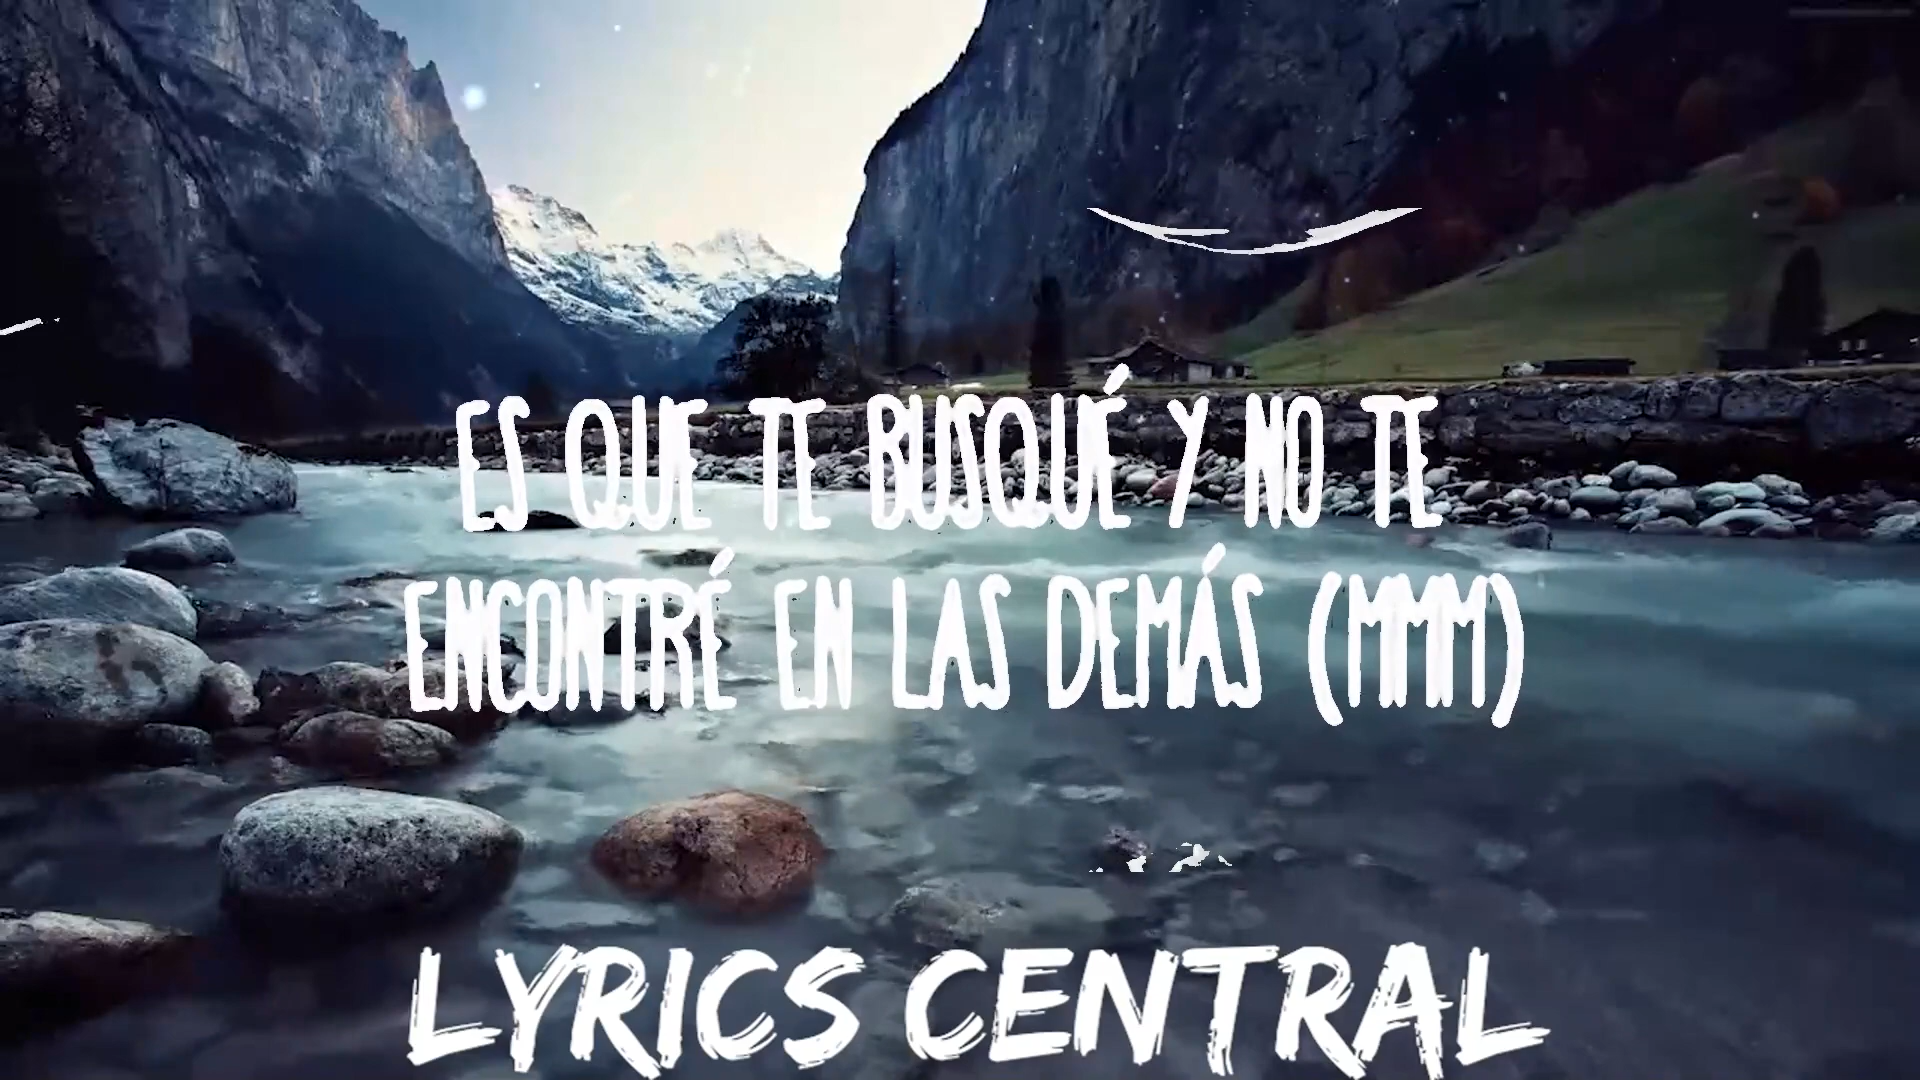 ES QUE TE BUSQUÉ Y NO TE
ENCONTRÉ EN LAS DEMÁS (MMM)
LYRICS CENTRAL